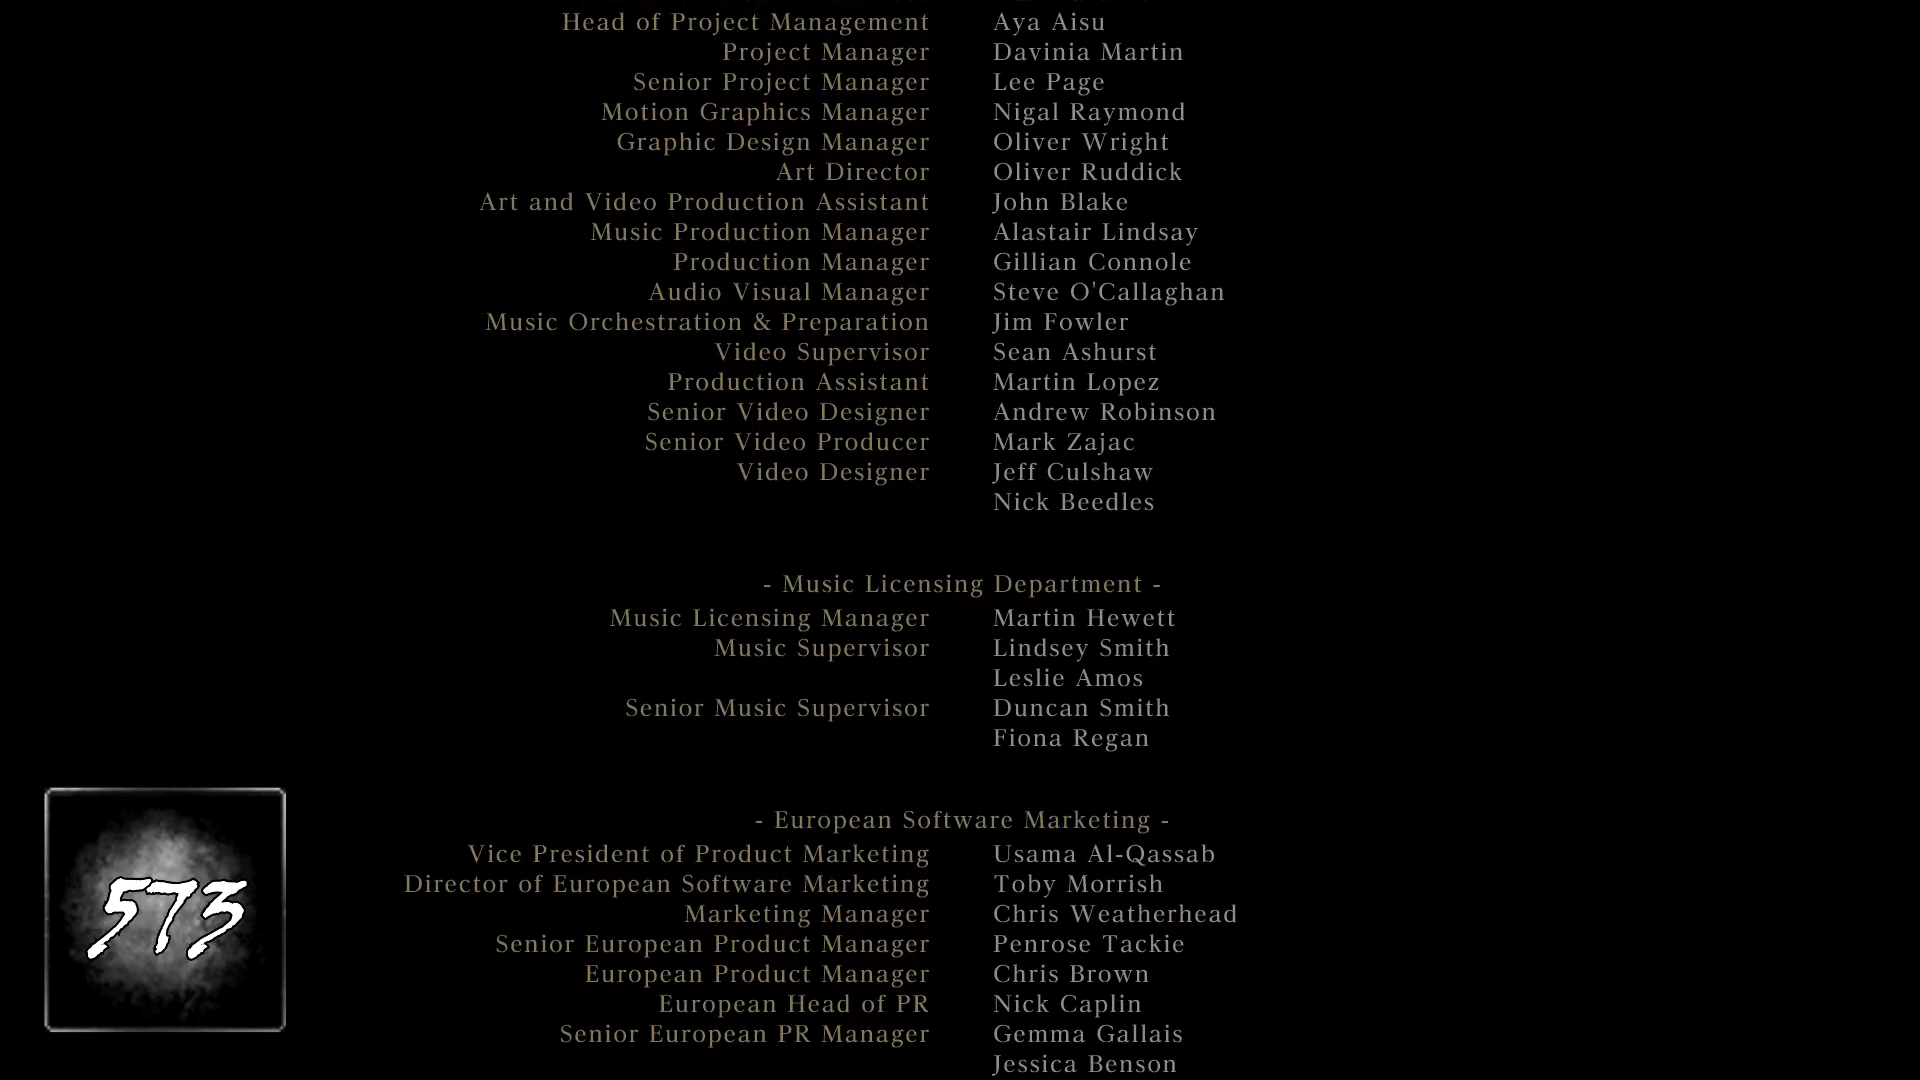 Head of Project Management Aya Aisu
Project Manager Davinia Martin
Senior Project Manager Lee Page
Motion Graphics Manager Nigal Raymond
Graphic Design Manager Oliver Wright
Art Director Oliver Ruddick
Art and Video Production Assistant John Blake
Music Production Manager Alastair Lindsay
Production Manager Gillian Connole
Audio Visual Manager Steve O'Callaghan
Music Orchestration & Preparation Jim Fowler
Video Supervisor Sean Ashurst
Production Assistant Martin Lopez
Senior Video Designer Andrew Robinson
Senior Video Producer Mark Zajac
Video Designer Jeff Culshaw
Nick Beedles
- Music Licensing Department -
Music Licensing Manager Martin Hewett
Music Supervisor Lindsey Smith
Leslie Amos
Senior Music Supervisor Duncan Smith
Fiona Regan
- European Software Marketing -
Vice President of Product Marketing Usama Al-Qassab
Director of European Software Marketing Toby Morrish
Marketing Manager Chris Weatherhead
Senior European Product Manager Penrose Tackie
European Product Manager Chris Brown
European Head of PR Nick Caplin
Senior European PR Manager Gemma Gallais
Jessica Benson
573